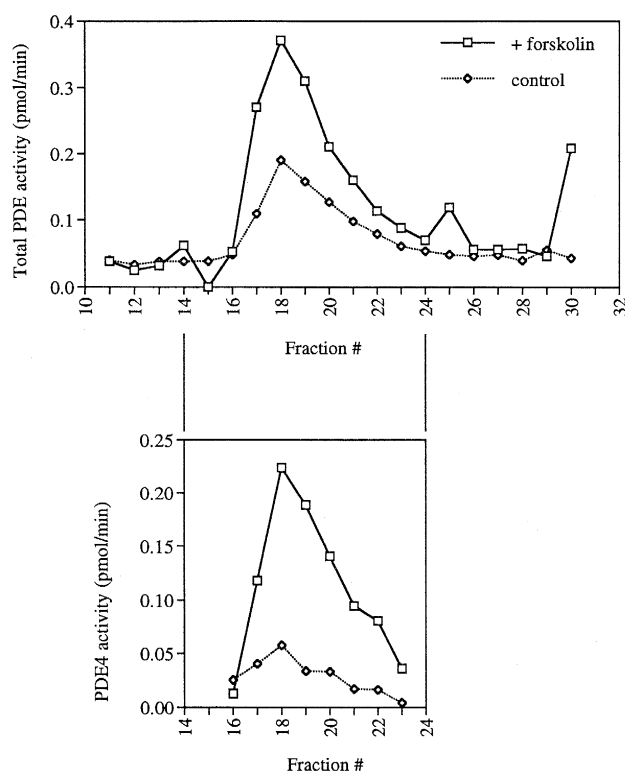 Total PDE activity (pmol/min)
0.4
0.3
0.2
0.1
0.0
+ forskolin
control
10 12 14 16 18 20 22 24 26 28 30 32
Fraction #
PDE4 activity (pmol/min)
0.25
0.20
0.15
0.10
0.05
0.00
14 16 18 20 22 24
Fraction #